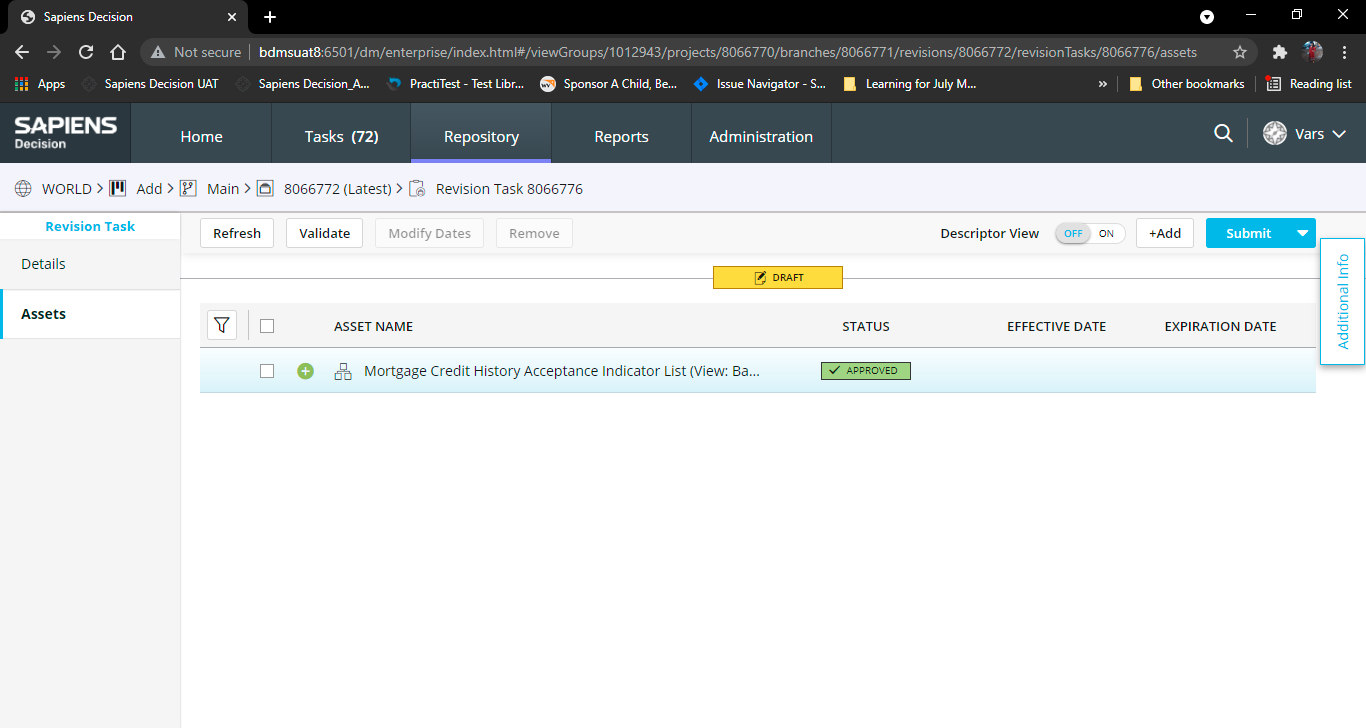 Sapiens Decision
Not secure bdmsuat8:6501/dm/enterprise/index.html#/viewGroups/1012943/projects/8066770/branches/8066771/revisions/8066772/revisionTasks/8066776/assets
Apps Sapiens Decision UAT Sapiens Decision_A... PractiTest - Test Libr... Sponsor A Child, Be... Issue Navigator - S... Learning for July M... » Other bookmarks Reading list
SAPIENS
Decision
Home Tasks (72) Repository Reports Administration Vars
WORLD > Add > Main > 8066772 (Latest) > Revision Task 8066776
Revision Task
Details
Assets
Refresh Validate Modify Dates Remove Descriptor View OFF ON +Add Submit
Additional Info
DRAFT
ASSET NAME STATUS EFFECTIVE DATE EXPIRATION DATE
Mortgage Credit History Acceptance Indicator List (View: Ba... APPROVED